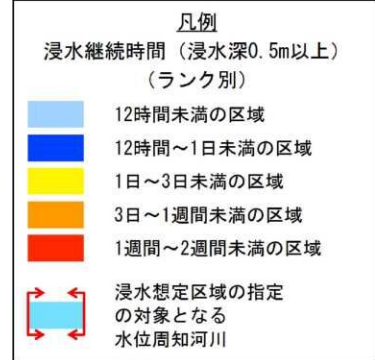 凡例
浸水継続時間（浸水深0.5m以上）
（ランク別）
12時間未満の区域
12時間～1日未満の区域
1日～3日未満の区域
3日～1週間未満の区域
1週間～2週間未満の区域
浸水想定区域の指定
の対象となる
水位周知河川